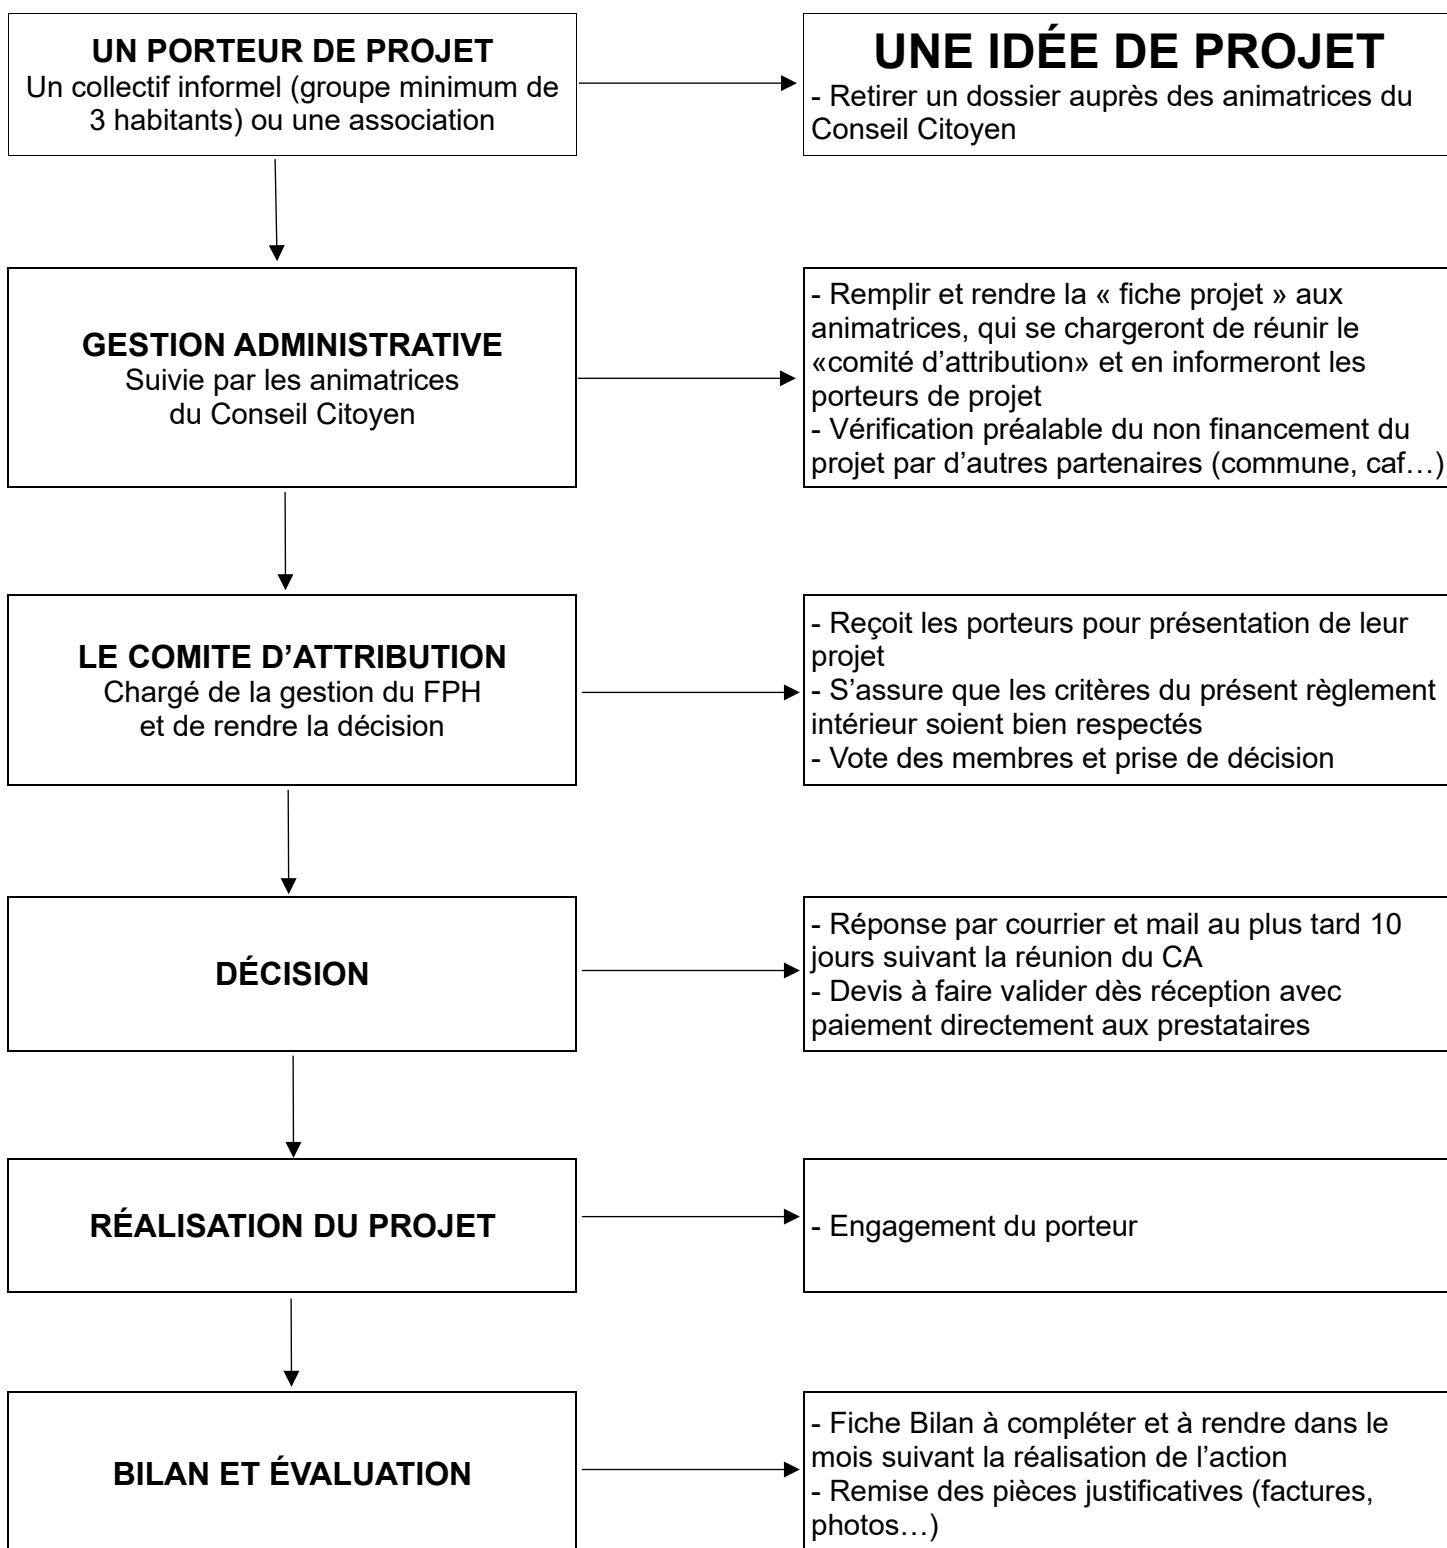 UN PORTEUR DE PROJET
Un collectif informel (groupe minimum de
3 habitants) ou une association
UNE IDÉE DE PROJET
- Retirer un dossier auprès des animatrices du
Conseil Citoyen
GESTION ADMINISTRATIVE
Suivie par les animatrices
du Conseil Citoyen
- Remplir et rendre la « fiche projet » aux
animatrices, qui se chargeront de réunir le
«comité d’attribution» et en informeront les
porteurs de projet
- Vérification préalable du non financement du
projet par d’autres partenaires (commune, caf…)
LE COMITE D’ATTRIBUTION
Chargé de la gestion du FPH
et de rendre la décision
- Reçoit les porteurs pour présentation de leur
projet
- S’assure que les critères du présent règlement
intérieur soient bien respectés
- Vote des membres et prise de décision
DÉCISION
- Réponse par courrier et mail au plus tard 10
jours suivant la réunion du CA
- Devis à faire valider dès réception avec
paiement directement aux prestataires
RÉALISATION DU PROJET
- Engagement du porteur
BILAN ET ÉVALUATION
- Fiche Bilan à compléter et à rendre dans le
mois suivant la réalisation de l’action
- Remise des pièces justificatives (factures,
photos…)